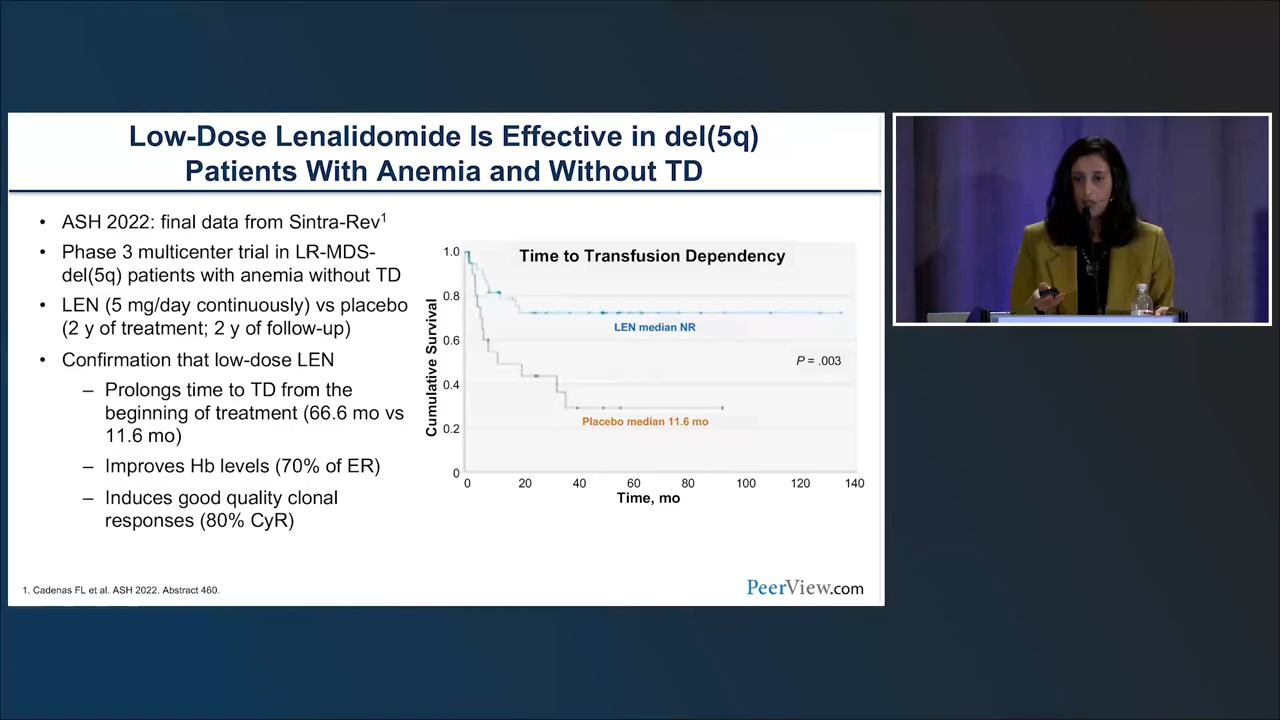 Low-Dose Lenalidomide Is Effective in del(5q)
Patients With Anemia and Without TD
• ASH 2022: final data from Sintra-Rev1
• Phase 3 multicenter trial in LR-MDS-
del(5q) patients with anemia without TD
• LEN (5 mg/day continuously) vs placebo
(2 y of treatment; 2 y of follow-up)
• Confirmation that low-dose LEN
– Prolongs time to TD from the
beginning of treatment (66.6 mo vs
11.6 mo)
– Improves Hb levels (70% of ER)
– Induces good quality clonal
responses (80% CyR)
Time to Transfusion Dependency
Cumulative Survival
1.0
0.8
0.6
0.4
0.2
0
LEN median NR
P = .003
Placebo median 11.6 mo
0 20 40 60 80 100 120 140
Time, mo
1. Cadenas FL et al. ASH 2022. Abstract 460.
PeerView.com